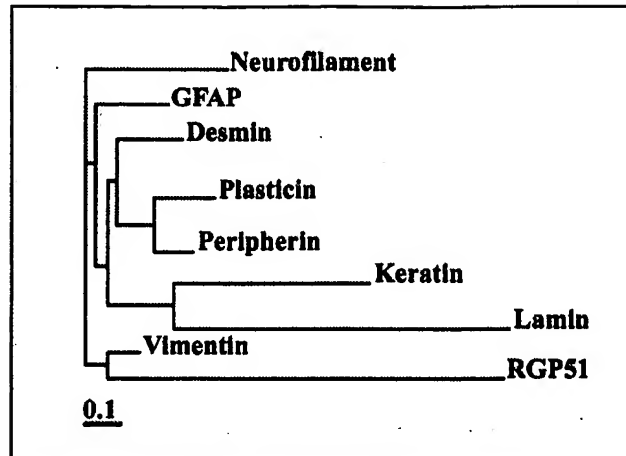 Neurofilament
GFAP
Desmin
Plasticin
Peripherin
Keratin
Lamin
Vimentin
RGP51
0.1